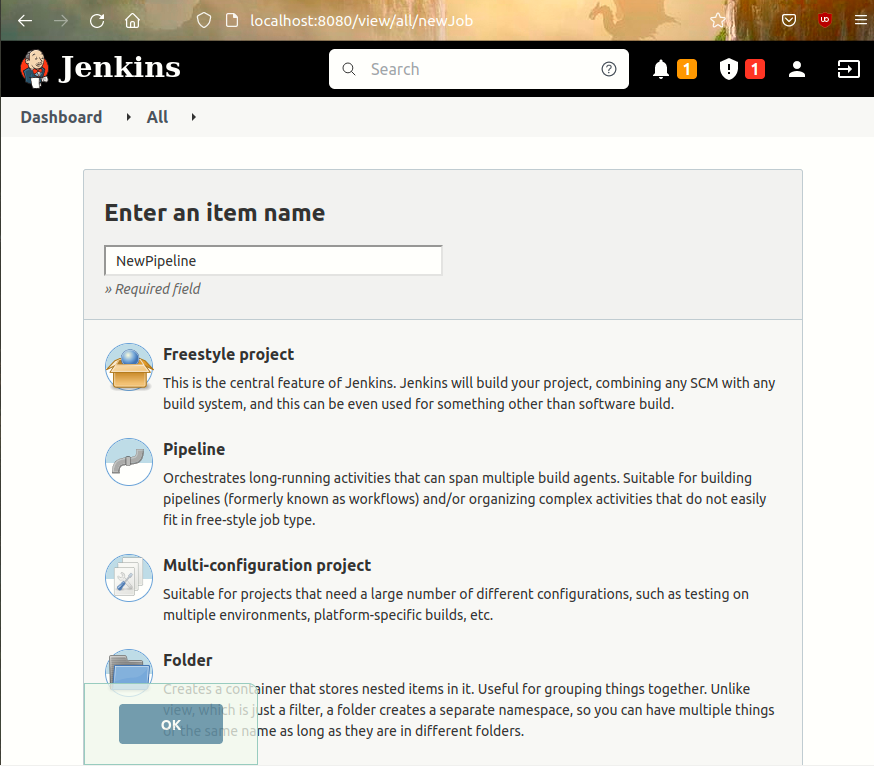 localhost:8080/view/all/newJob
Jenkins
Search
1
1
Dashboard
All
Enter an item name
NewPipeline
» Required field
Freestyle project
This is the central feature of Jenkins. Jenkins will build your project, combining any SCM with any
build system, and this can be even used for something other than software build.
Pipeline
Orchestrates long-running activities that can span multiple build agents. Suitable for building
pipelines (formerly known as workflows) and/or organizing complex activities that do not easily
fit in free-style job type.
Multi-configuration project
Suitable for projects that need a large number of different configurations, such as testing on
multiple environments, platform-specific builds, etc.
Folder
Creates a container that stores nested items in it. Useful for grouping things together. Unlike
view, which is just a filter, a folder creates a separate namespace, so you can have multiple things
of the same name as long as they are in different folders.
OK